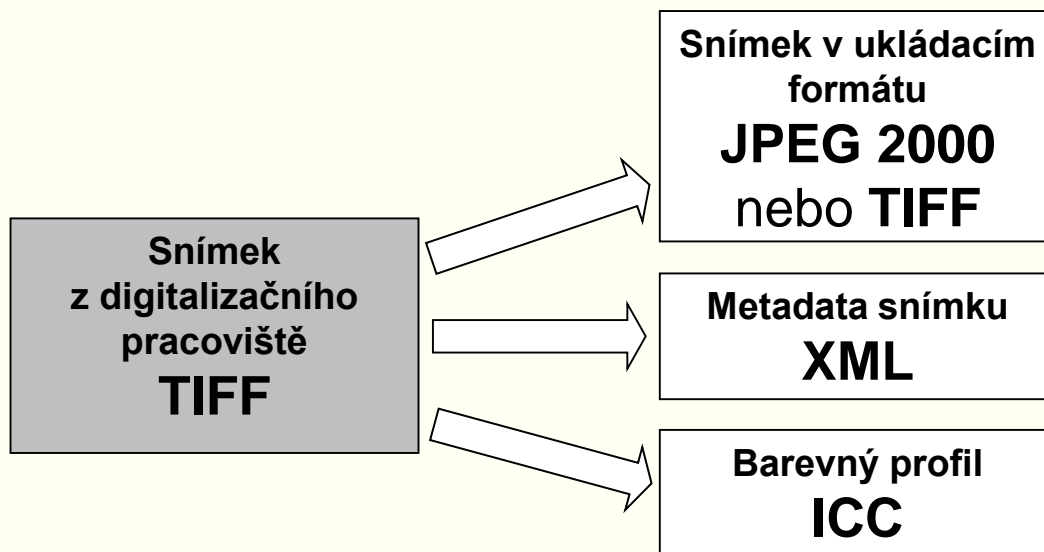 Snímek v ukládacím
formátu
JPEG 2000
nebo TIFF
Snímek
z digitalizačního
pracoviště
TIFF
Metadata snímku
XML
Barevný profil
ICC